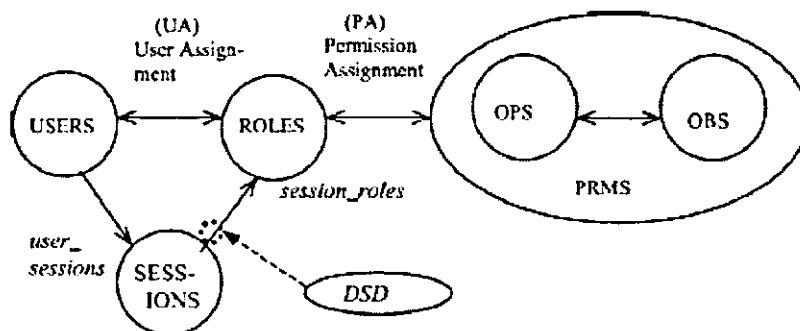 (UA)
User Assign-
ment
(PA)
Permission
Assignment
USERS
ROLES
OPS
OBS
PRMS
session_roles
user_
sessions
SESS-
IONS
DSD